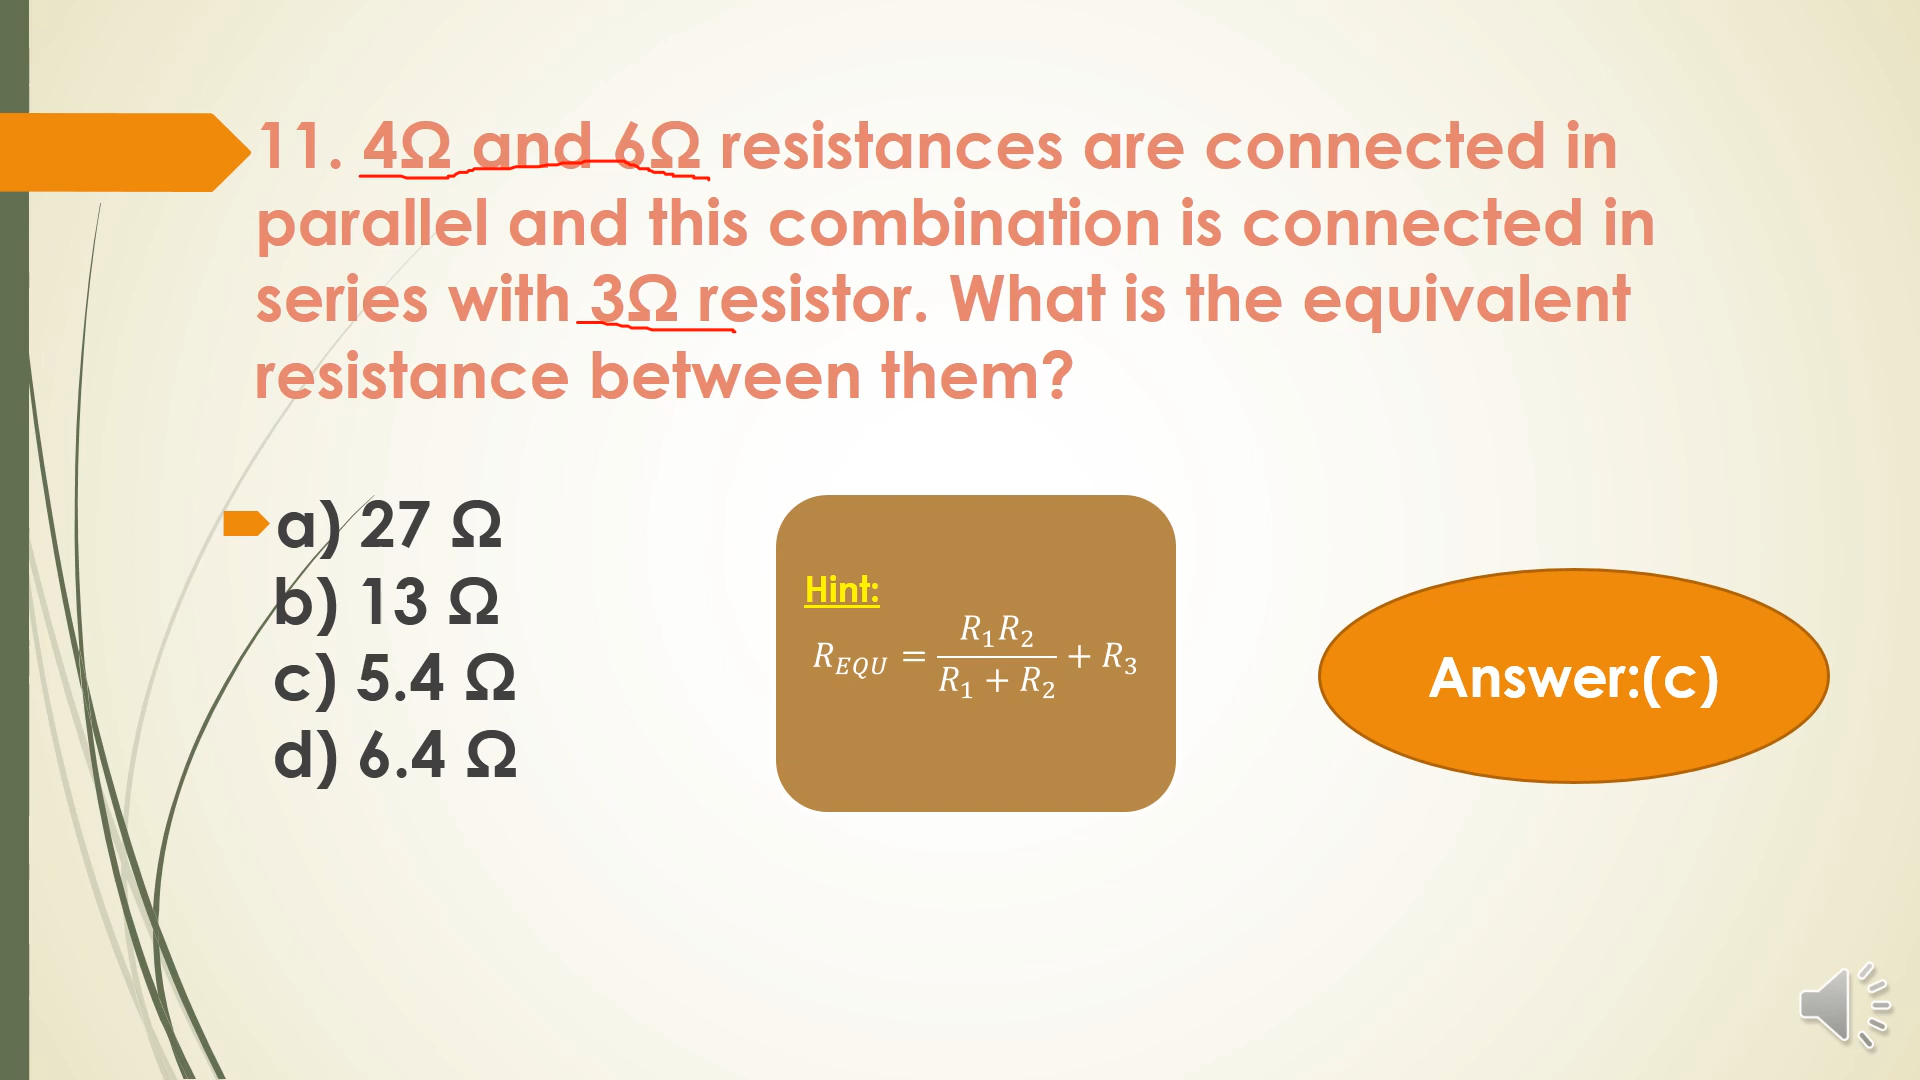 11. 4Ω and 6Ω resistances are connected in
parallel and this combination is connected in
series with 3Ω resistor. What is the equivalent
resistance between them?
a) 27 Ω
b) 13 Ω
c) 5.4 Ω
d) 6.4 Ω
Hint:
R_EQU = R₁R₂ / (R₁ + R₂) + R₃
Answer:(c)